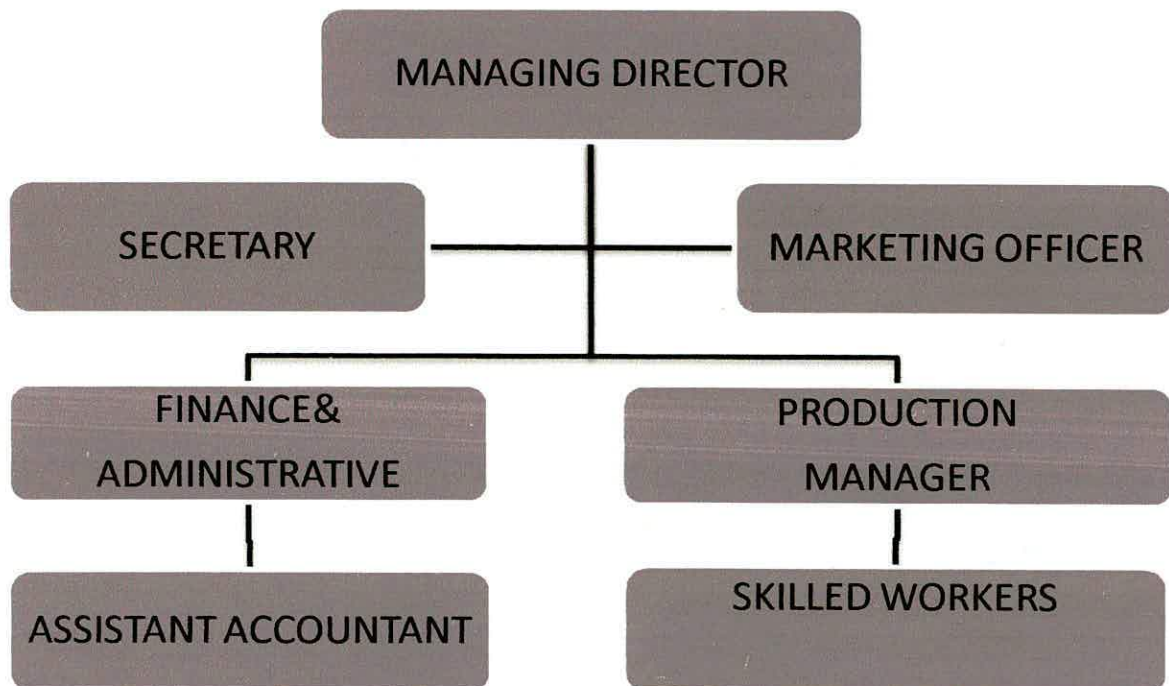 MANAGING DIRECTOR
SECRETARY
MARKETING OFFICER
FINANCE&
ADMINISTRATIVE
PRODUCTION
MANAGER
ASSISTANT ACCOUNTANT
SKILLED WORKERS